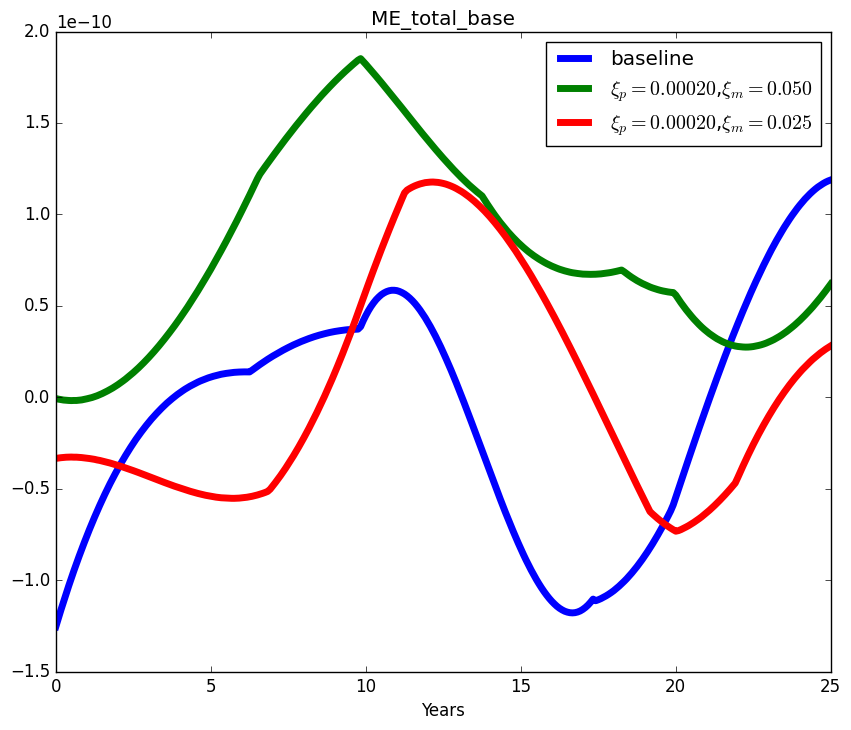 ME_total_base
1e−10
2.0
1.5
1.0
0.5
0.0
−0.5
−1.0
−1.5
baseline
ξp = 0.00020,ξm = 0.050
ξp = 0.00020,ξm = 0.025
0 5 10 15 20 25
Years